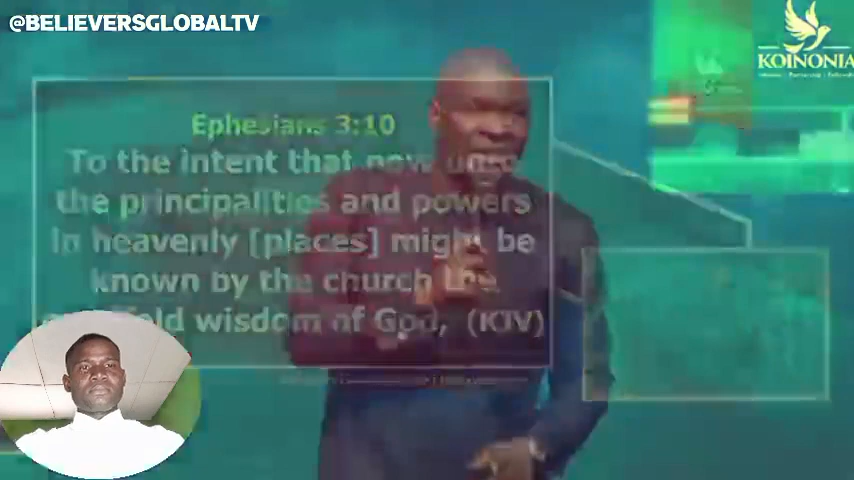 @BELIEVERSGLOBALTV
KOINONIA
Ephesians 3:10
To the intent that now unto
the principalities and powers
in heavenly [places] might be
known by the church the
wisdom of God, (KJV)